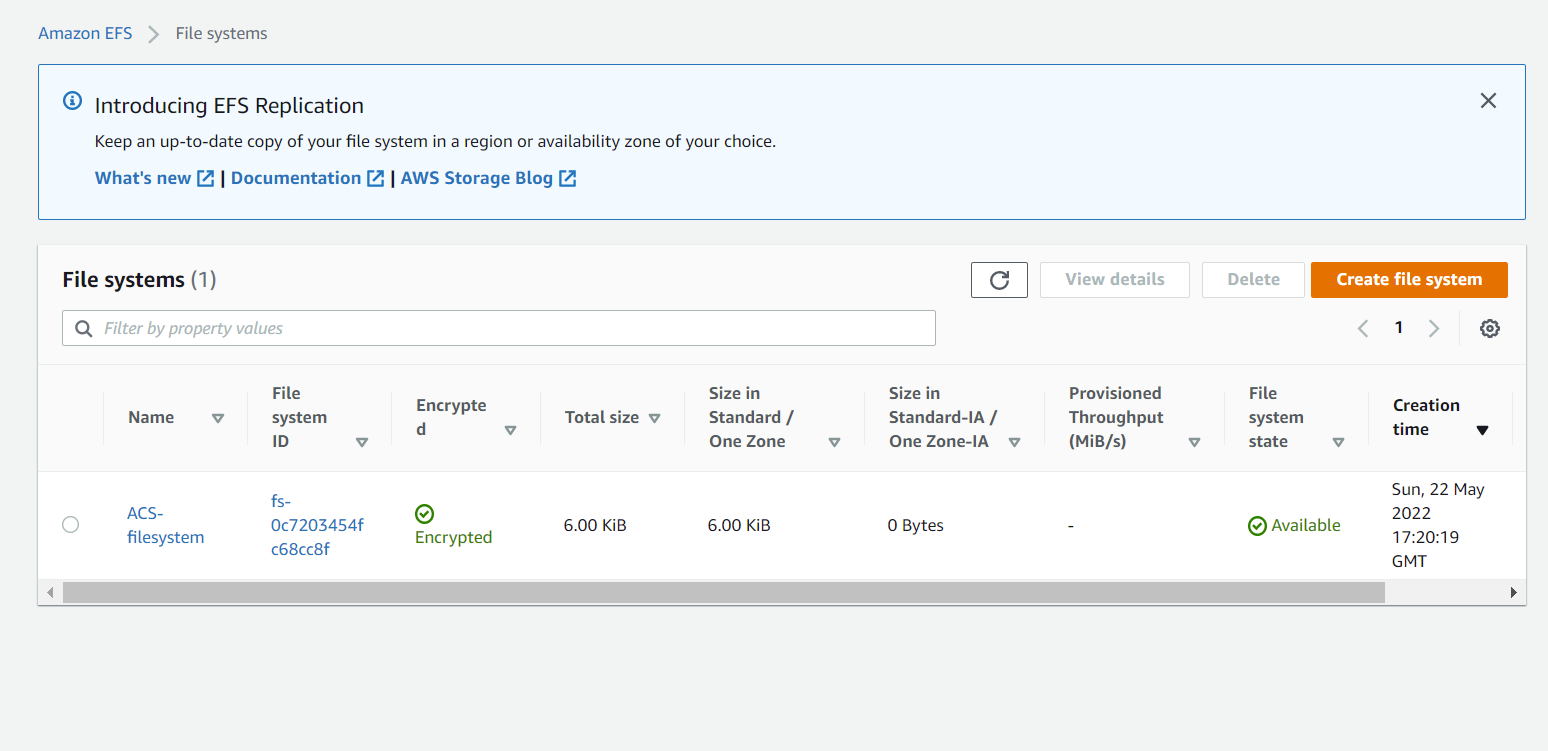 Amazon EFS File systems
Introducing EFS Replication
Keep an up-to-date copy of your file system in a region or availability zone of your choice.
What's new | Documentation | AWS Storage Blog
File systems (1)
View details
Delete
Create file system
Filter by property values
1
Name
File
system
ID
Encrypte
d
Total size
Size in
Standard /
One Zone
Size in
Standard-IA /
One Zone-IA
Provisioned
Throughput
(MiB/s)
File
system
state
Creation
time
ACS-
filesystem
fs-
0c7203454f
c68cc8f
Encrypted
6.00 KiB
6.00 KiB
0 Bytes
-
Available
Sun, 22 May
2022
17:20:19
GMT